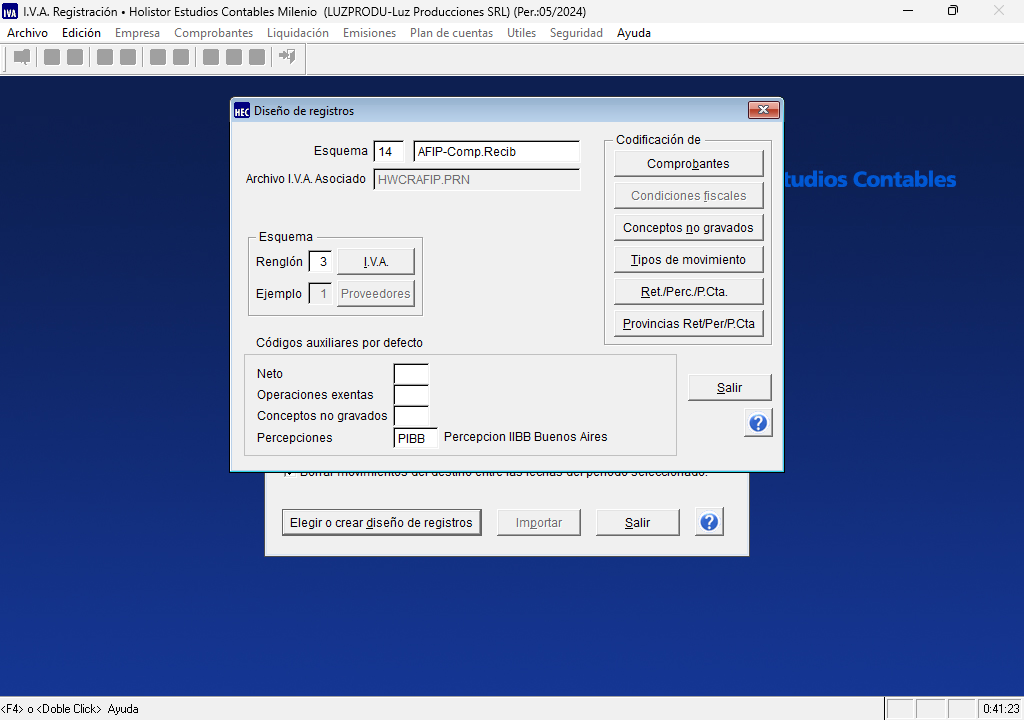 IVA I.V.A. Registración • Holistor Estudios Contables Milenio (LUZPRODU-Luz Producciones SRL) (Per.:05/2024)
Archivo Edición Empresa Comprobantes Liquidación Emisiones Plan de cuentas Utiles Seguridad Ayuda
HEC Diseño de registros
Esquema 14 AFIP-Comp.Recib
Archivo I.V.A. Asociado HWCRAFIP.PRN
Codificación de
Comprobantes
Condiciones fiscales
Conceptos no gravados
Tipos de movimiento
Ret./Perc./P.Cta.
Provincias Ret/Per/P.Cta
tudios Contables
Esquema
Renglón 3 I.V.A.
Ejemplo 1 Proveedores
Códigos auxiliares por defecto
Neto
Operaciones exentas
Conceptos no gravados
Percepciones PIBB Percepcion IIBB Buenos Aires
Salir
?
Borrar movimientos del destino entre las fechas del período seleccionado.
Elegir o crear diseño de registros Importar Salir ?
<F4> o <Doble Click> Ayuda 0:41:23